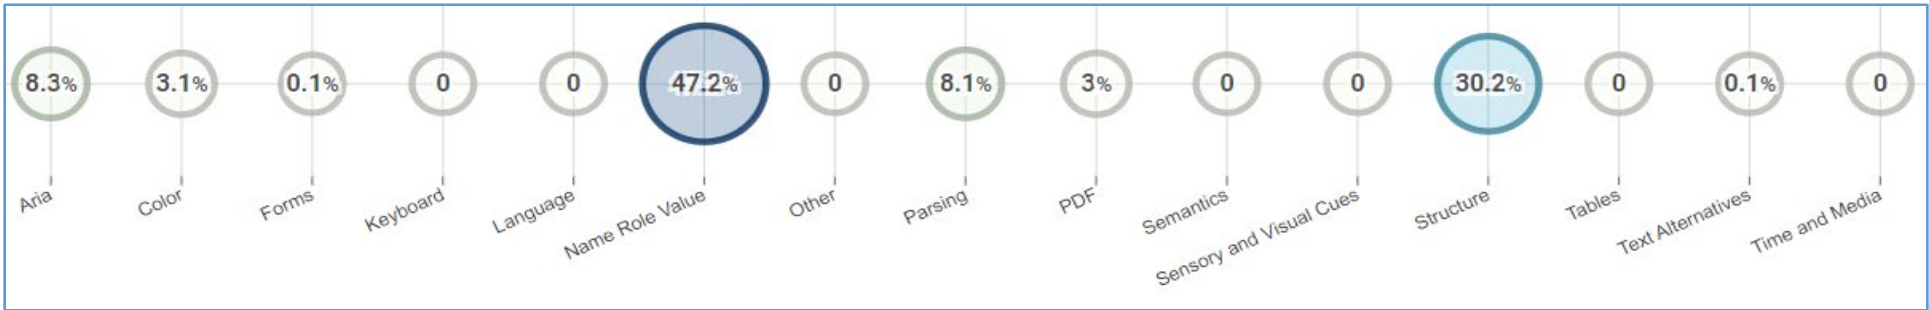 8.3% 3.1% 0.1% 0 0 47.2% 0 8.1% 3% 0 0 30.2% 0 0.1% 0
Aria
Color
Forms
Keyboard
Language
Name Role Value
Other
Parsing
PDF
Semantics
Sensory and Visual Cues
Structure
Tables
Text Alternatives
Time and Media